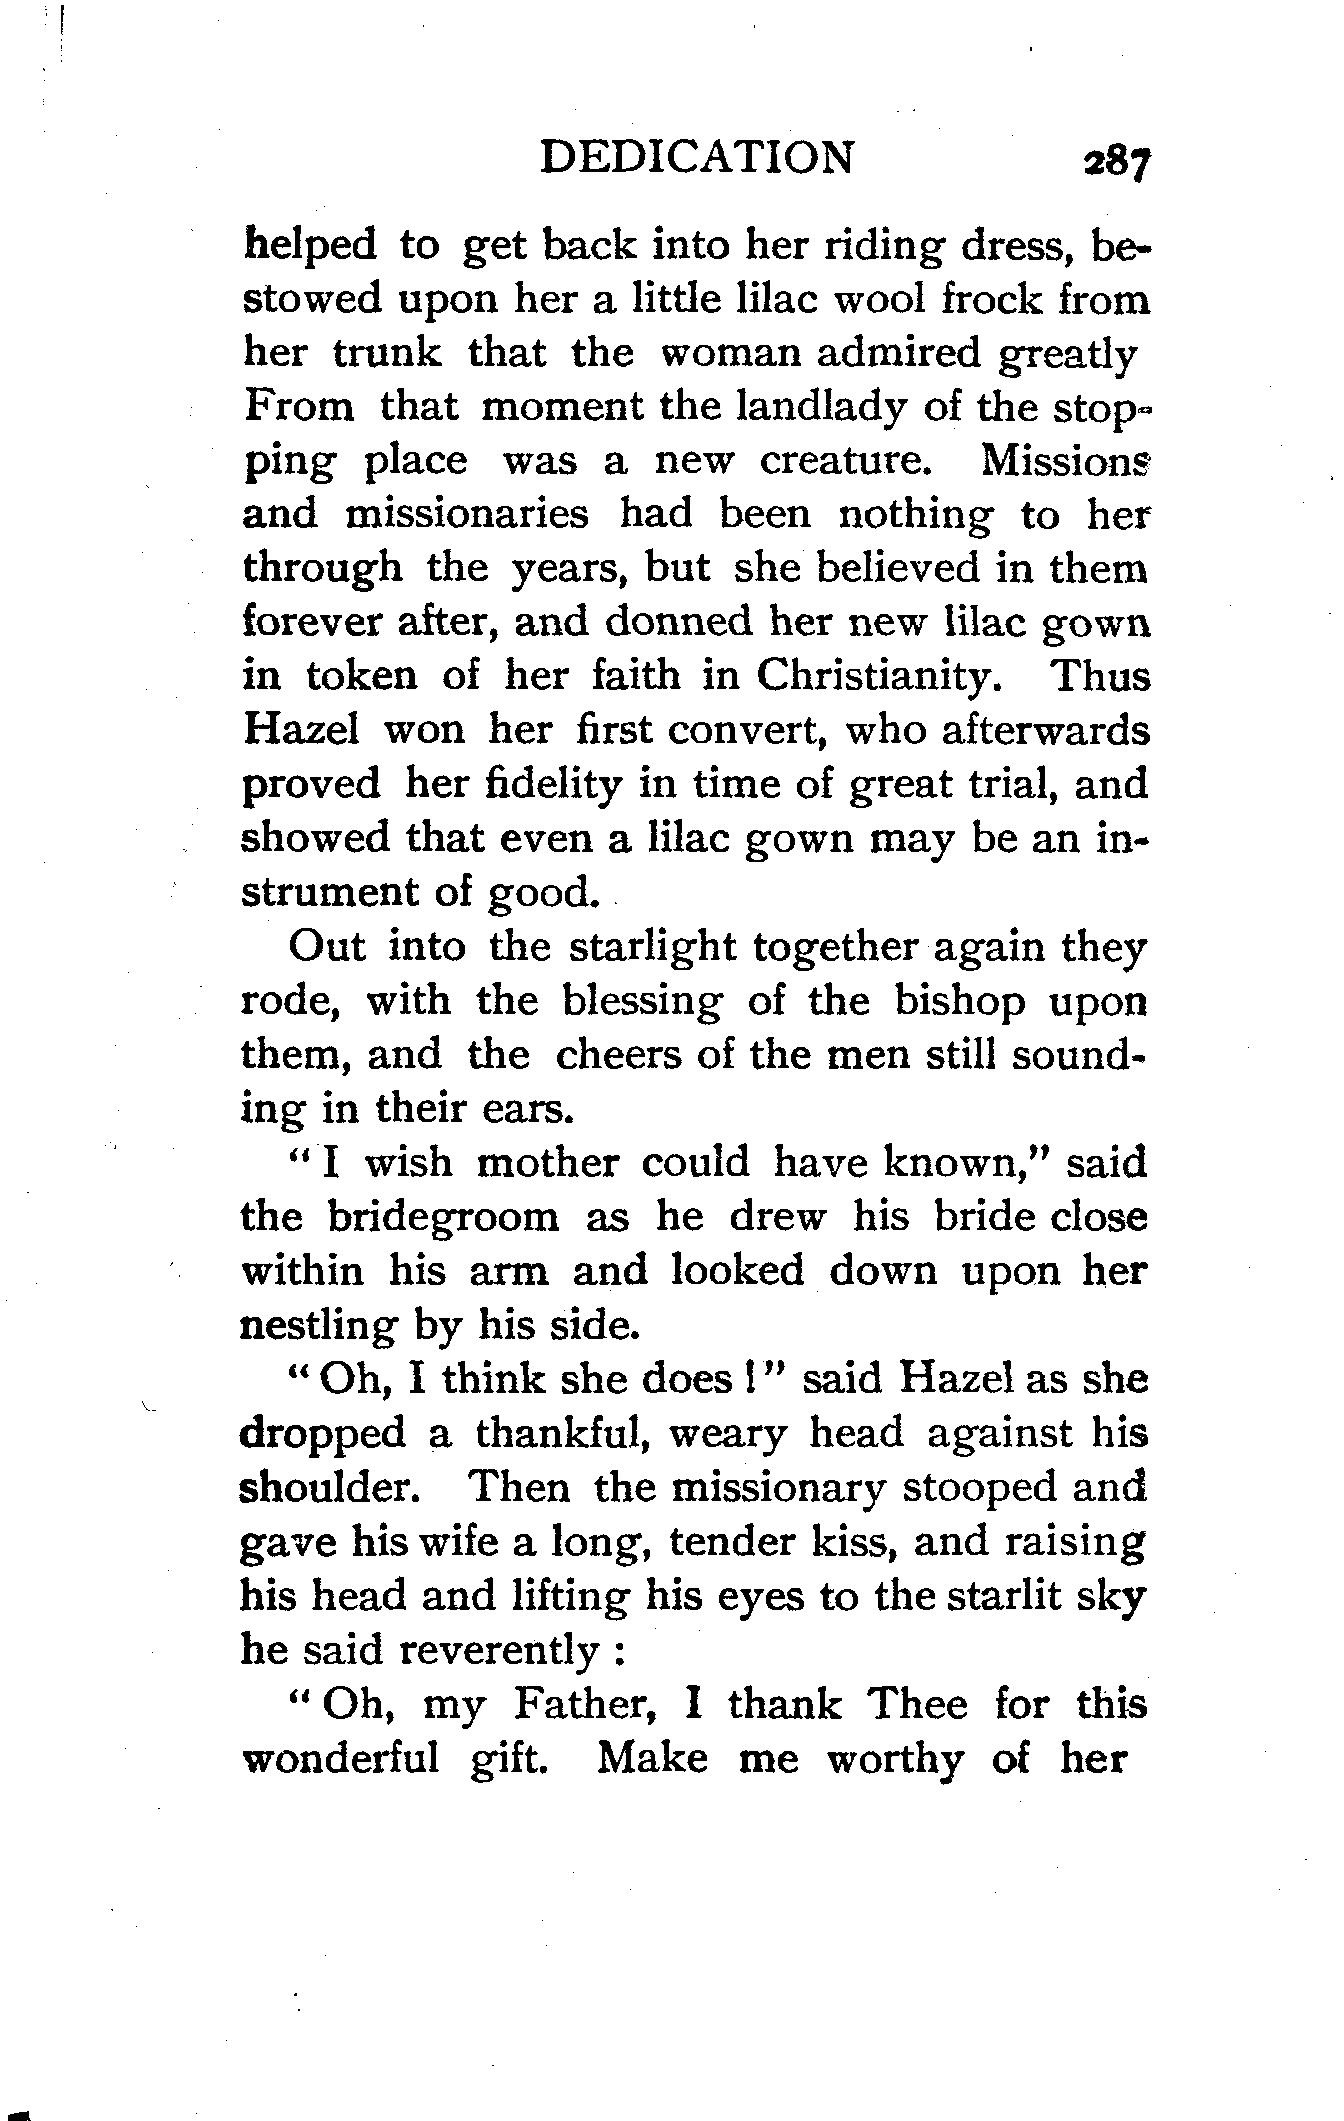 DEDICATION 287
helped to get back into her riding dress, be-
stowed upon her a little lilac wool frock from
her trunk that the woman admired greatly
From that moment the landlady of the stop-
ping place was a new creature. Missions
and missionaries had been nothing to her
through the years, but she believed in them
forever after, and donned her new lilac gown
in token of her faith in Christianity. Thus
Hazel won her first convert, who afterwards
proved her fidelity in time of great trial, and
showed that even a lilac gown may be an in-
strument of good.
Out into the starlight together again they
rode, with the blessing of the bishop upon
them, and the cheers of the men still sound-
ing in their ears.
“ I wish mother could have known,” said
the bridegroom as he drew his bride close
within his arm and looked down upon her
nestling by his side.
“ Oh, I think she does ! ” said Hazel as she
dropped a thankful, weary head against his
shoulder. Then the missionary stooped and
gave his wife a long, tender kiss, and raising
his head and lifting his eyes to the starlit sky
he said reverently :
“ Oh, my Father, I thank Thee for this
wonderful gift. Make me worthy of her